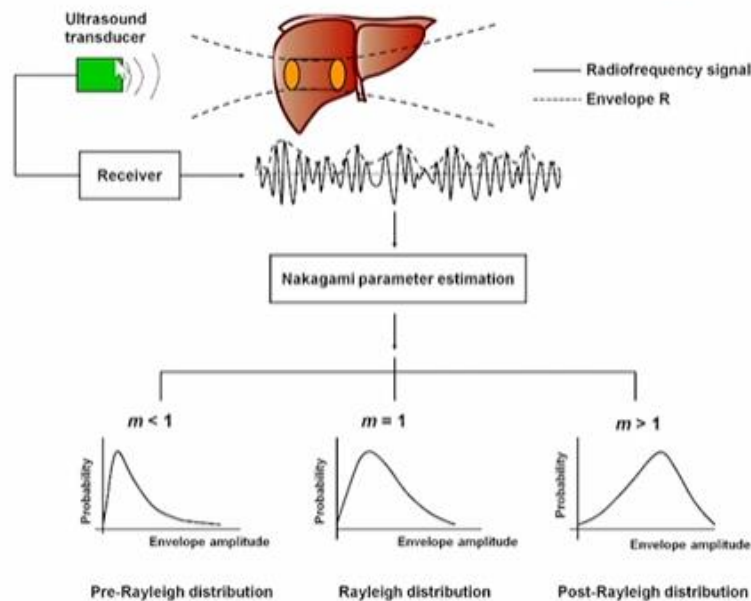 Ultrasound
transducer
Radiofrequency signal
Envelope R
Receiver
Nakagami parameter estimation
m < 1
m = 1
m > 1
Probability
Envelope amplitude
Probability
Envelope amplitude
Probability
Envelope amplitude
Pre-Rayleigh distribution
Rayleigh distribution
Post-Rayleigh distribution